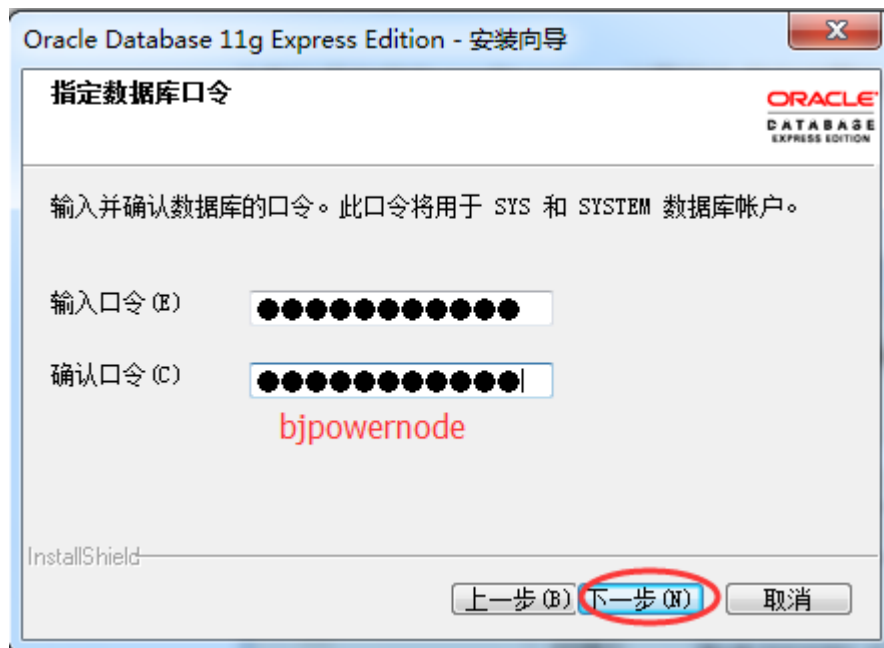 Oracle Database 11g Express Edition - 安装向导
指定数据库口令
ORACLE
DATABASE
EXPRESS EDITION
输入并确认数据库的口令。此口令将用于 SYS 和 SYSTEM 数据库帐户。
输入口令(E) ●●●●●●●●●●●
确认口令(C) ●●●●●●●●●●●
bjpowernode
InstallShield
上一步(B) 下一步(N) 取消